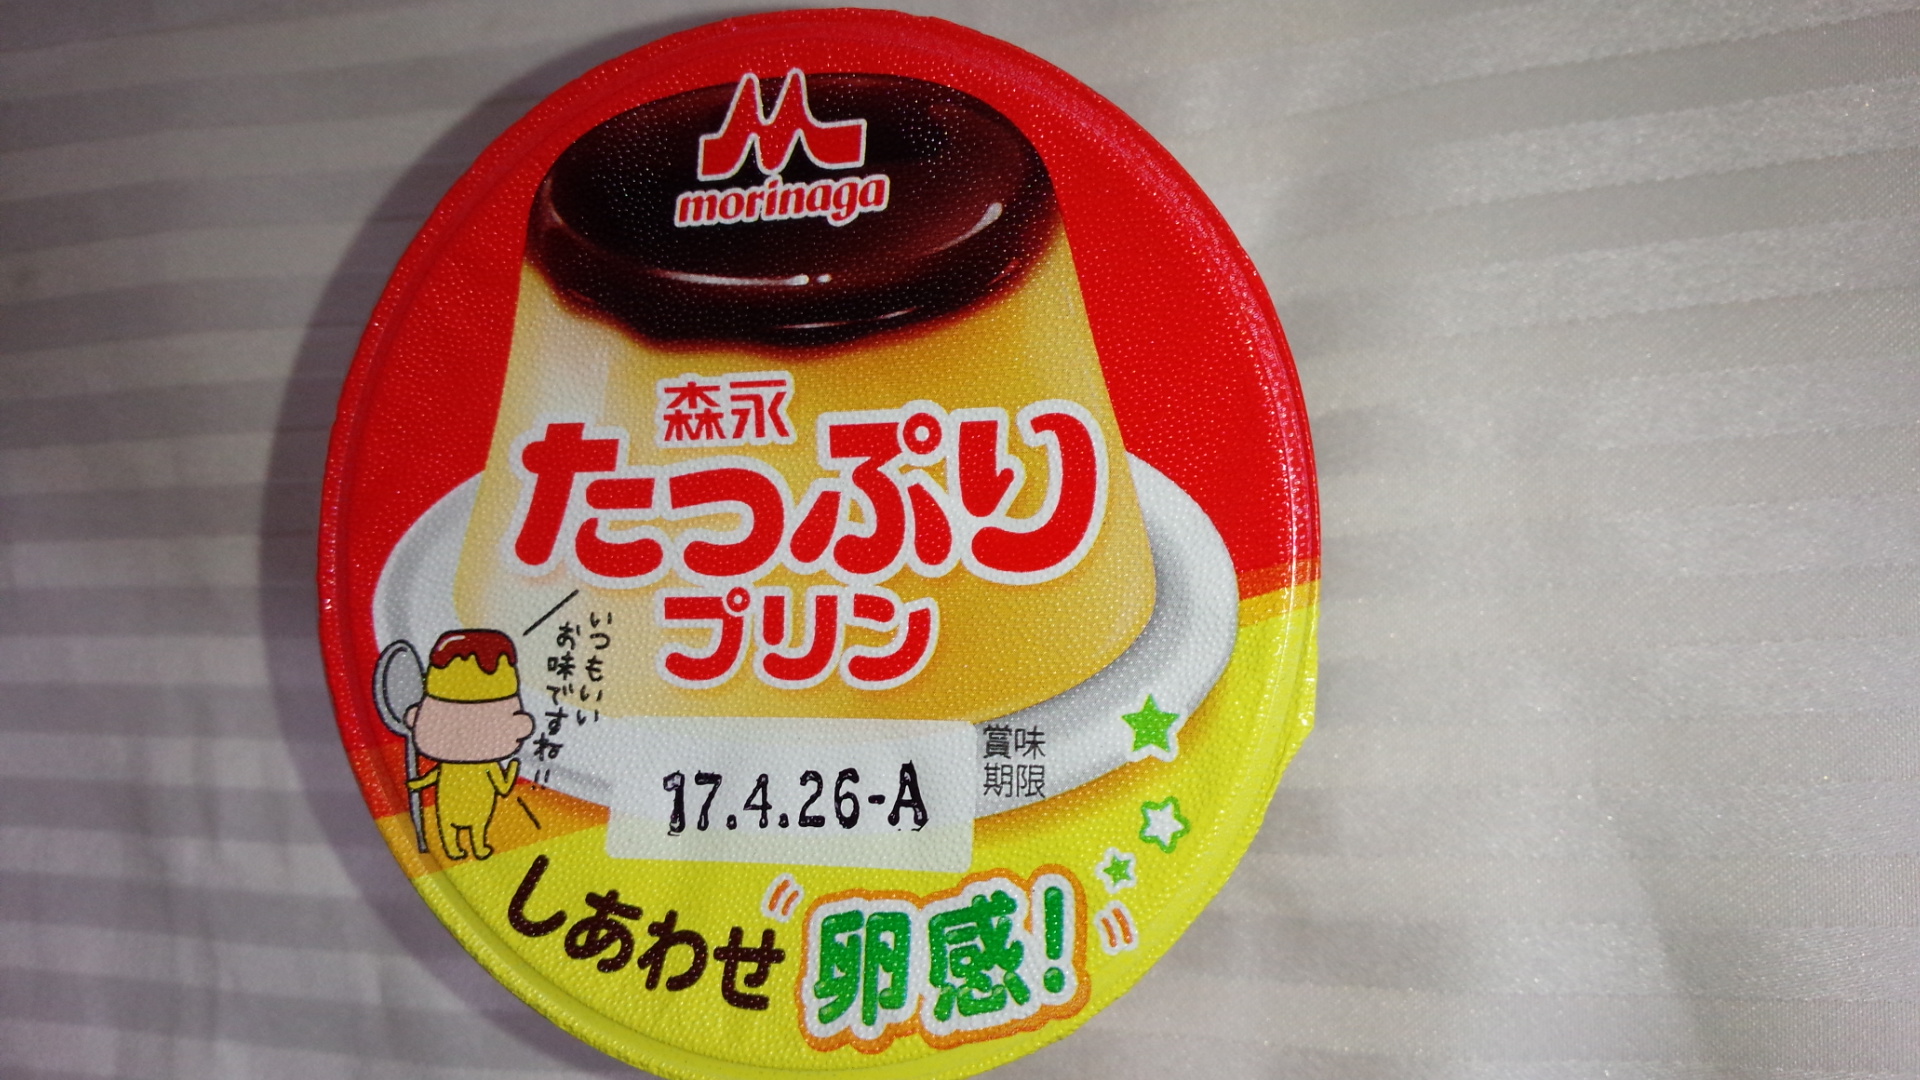 morinaga
森永
たっぷり
プリン
いつもいい
お味ですね!!
賞味
期限
17.4.26-A
しあわせ
卵感!